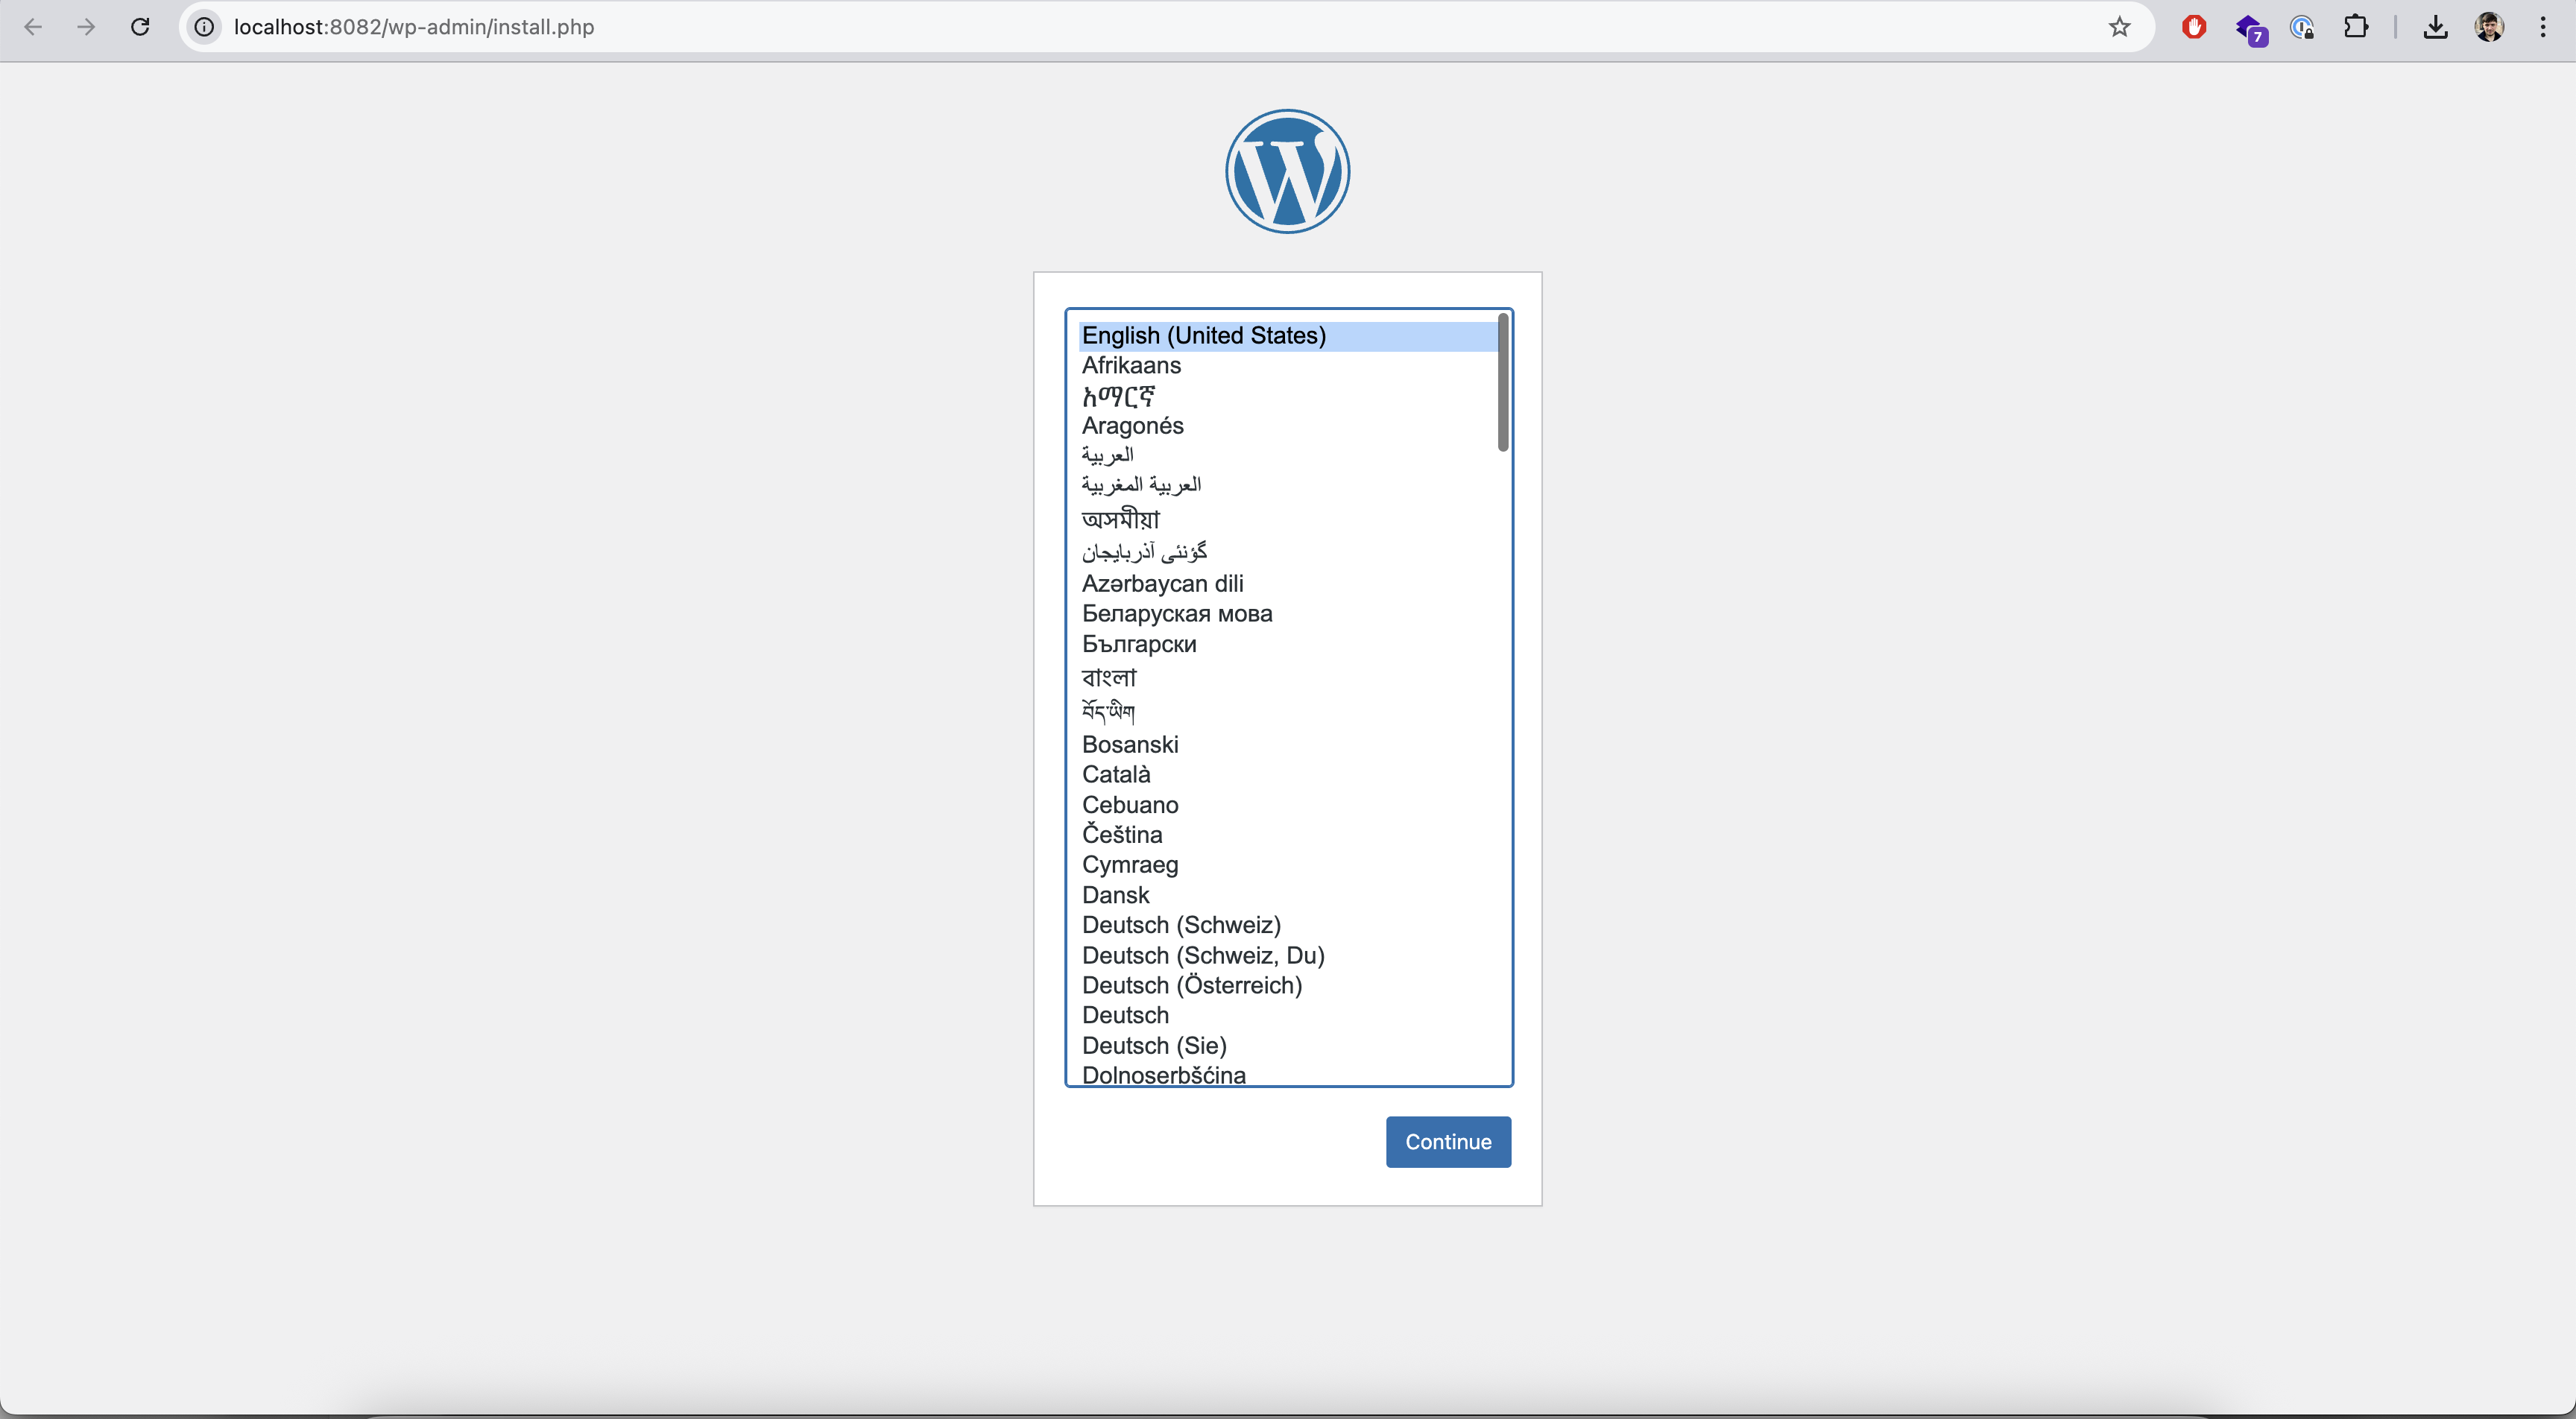 localhost:8082/wp-admin/install.php
7
English (United States)
Afrikaans
አማርኛ
Aragonés
العربية
العربية المغربية
অসমীয়া
گؤنئی آذربایجان
Azərbaycan dili
Беларуская мова
Български
বাংলা
བོད་ཡིག
Bosanski
Català
Cebuano
Čeština
Cymraeg
Dansk
Deutsch (Schweiz)
Deutsch (Schweiz, Du)
Deutsch (Österreich)
Deutsch
Deutsch (Sie)
Dolnoserbšćina
Continue